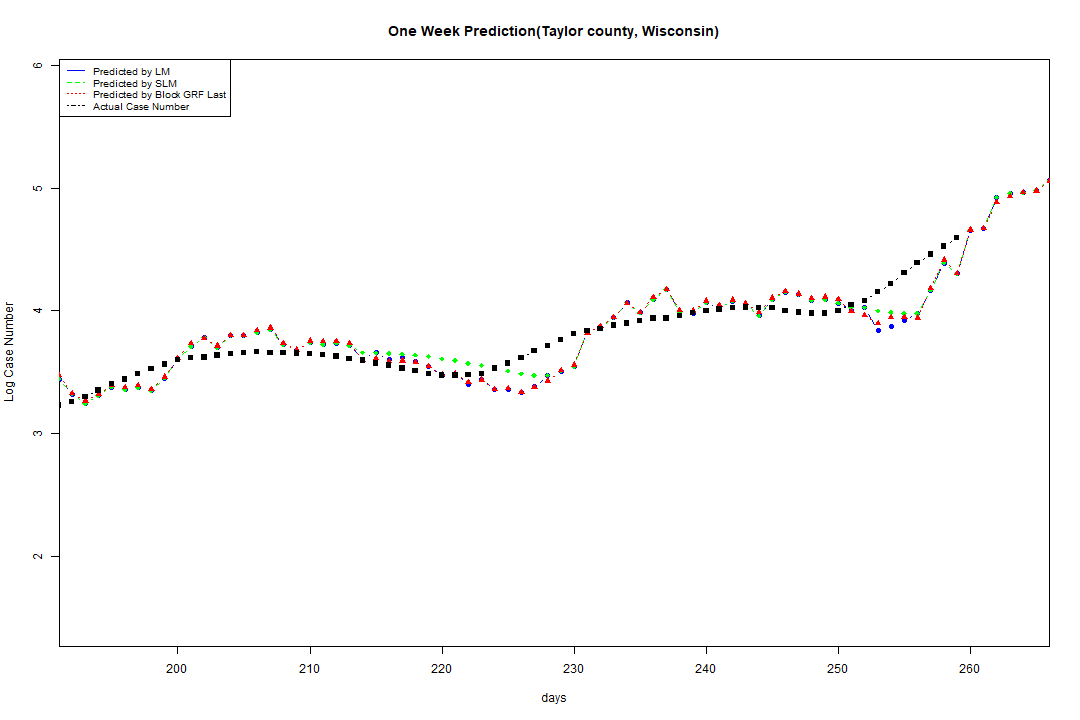 One Week Prediction(Taylor county, Wisconsin)
Predicted by LM
Predicted by SLM
Predicted by Block GRF Last
Actual Case Number
6
5
4
3
2
Log Case Number
200 210 220 230 240 250 260
days